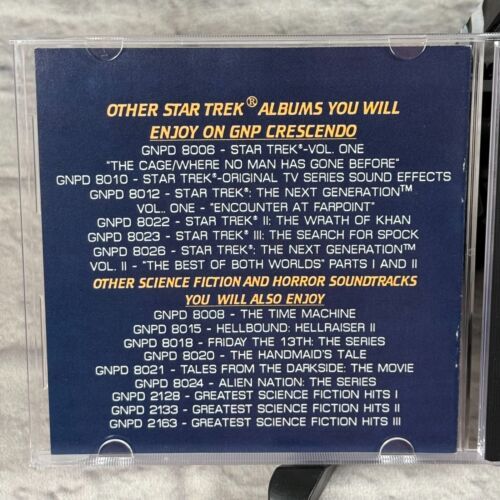 OTHER STAR TREK® ALBUMS YOU WILL
ENJOY ON GNP CRESCENDO
GNPD 8006 - STAR TREK®-VOL. ONE
"THE CAGE/WHERE NO MAN HAS GONE BEFORE"
GNPD 8010 - STAR TREK®-ORIGINAL TV SERIES SOUND EFFECTS
GNPD 8012 - STAR TREK®: THE NEXT GENERATION™
VOL.. ONE - "ENCOUNTER AT FARPOINT"
GNPD 8022 - STAR TREK® II: THE WRATH OF KHAN
GNPD 8023 - STAR TREK® III: THE SEARCH FOR SPOCK
GNPD 8026 - STAR TREK®: THE NEXT GENERATION™
VOL. II - "THE BEST OF BOTH WORLDS" PARTS I AND II
OTHER SCIENCE FICTION AND HORROR SOUNDTRACKS
YOU WILL ALSO ENJOY
GNPD 8008 - THE TIME MACHINE
GNPD 8015 - HELLBOUND: HELLRAISER II
GNPD 8018 - FRIDAY THE 13TH: THE SERIES
GNPD 8020 - THE HANDMAID'S TALE
GNPD 8021 - TALES FROM THE DARKSIDE: THE MOVIE
GNPD 8024 - ALIEN NATION: THE SERIES
GNPD 2128 - GREATEST SCIENCE FICTION HITS I
GNPD 2133 - GREATEST SCIENCE FICTION HITS II
GNPD 2163 - GREATEST SCIENCE FICTION HITS III